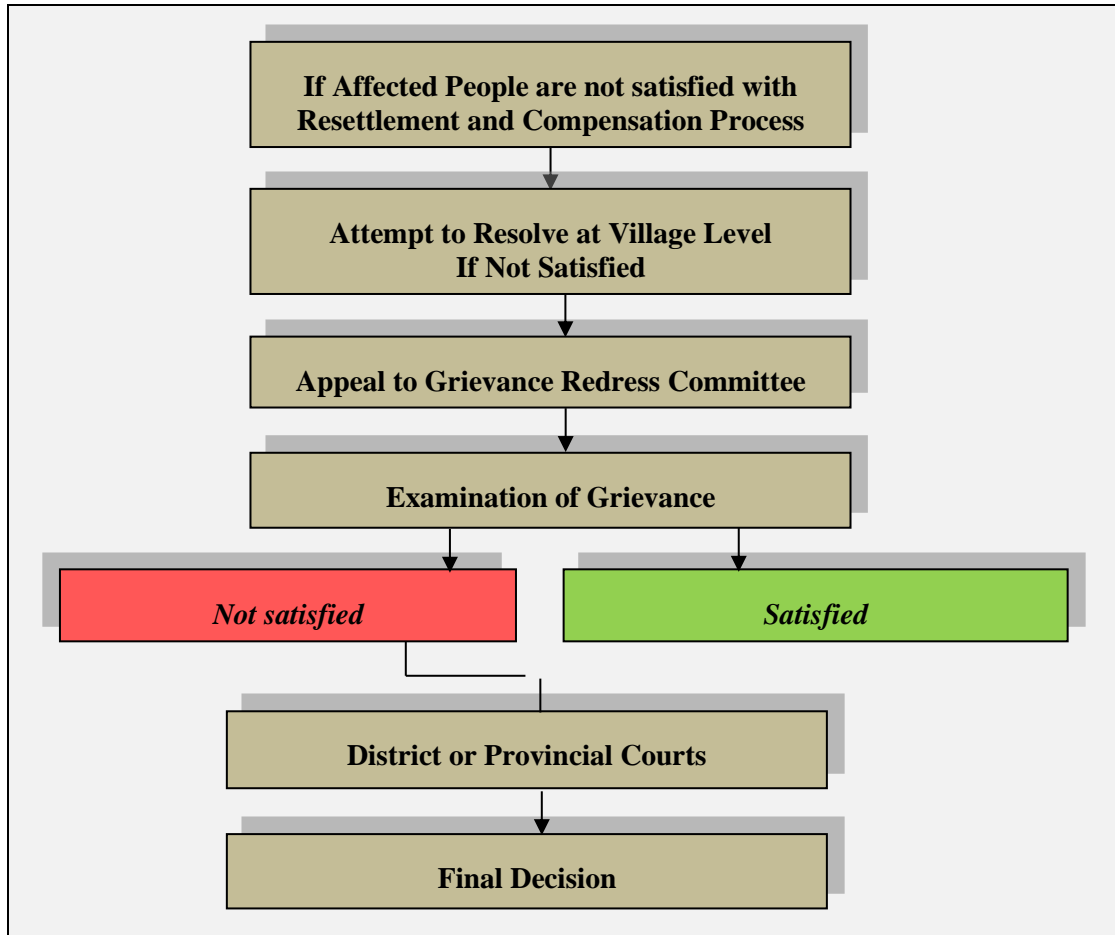 If Affected People are not satisfied with
Resettlement and Compensation Process
Attempt to Resolve at Village Level
If Not Satisfied
Appeal to Grievance Redress Committee
Examination of Grievance
Not satisfied
Satisfied
District or Provincial Courts
Final Decision